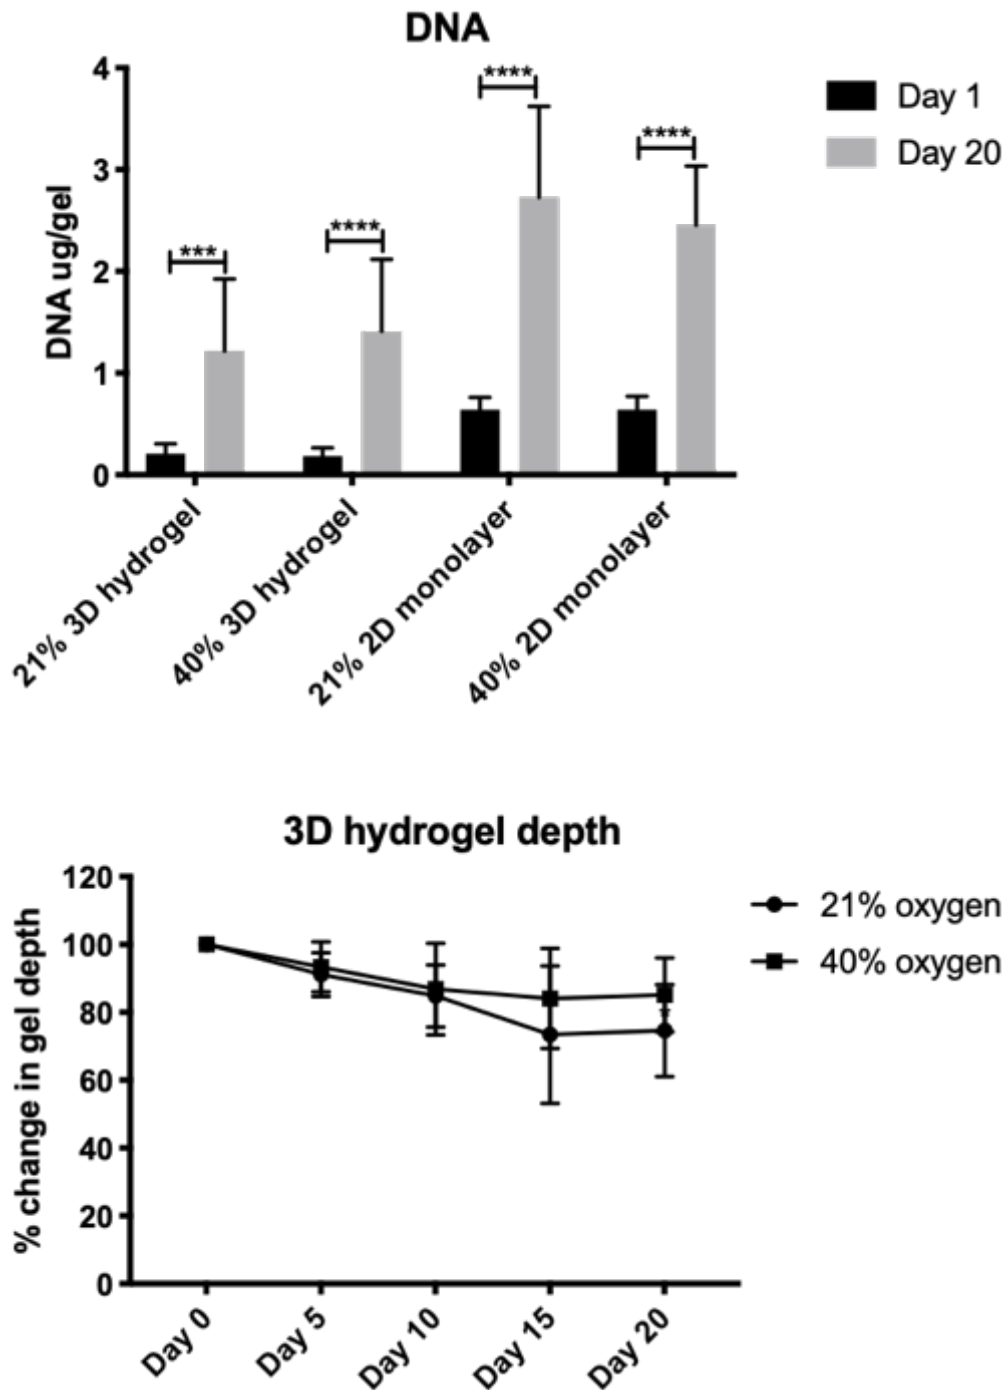 DNA
4
3
2
1
0
DNA ug/gel
***
****
****
****
Day 1
Day 20
21% 3D hydrogel
40% 3D hydrogel
21% 2D monolayer
40% 2D monolayer
3D hydrogel depth
120
100
80
60
40
20
0
% change in gel depth
*
21% oxygen
40% oxygen
Day 0
Day 5
Day 10
Day 15
Day 20